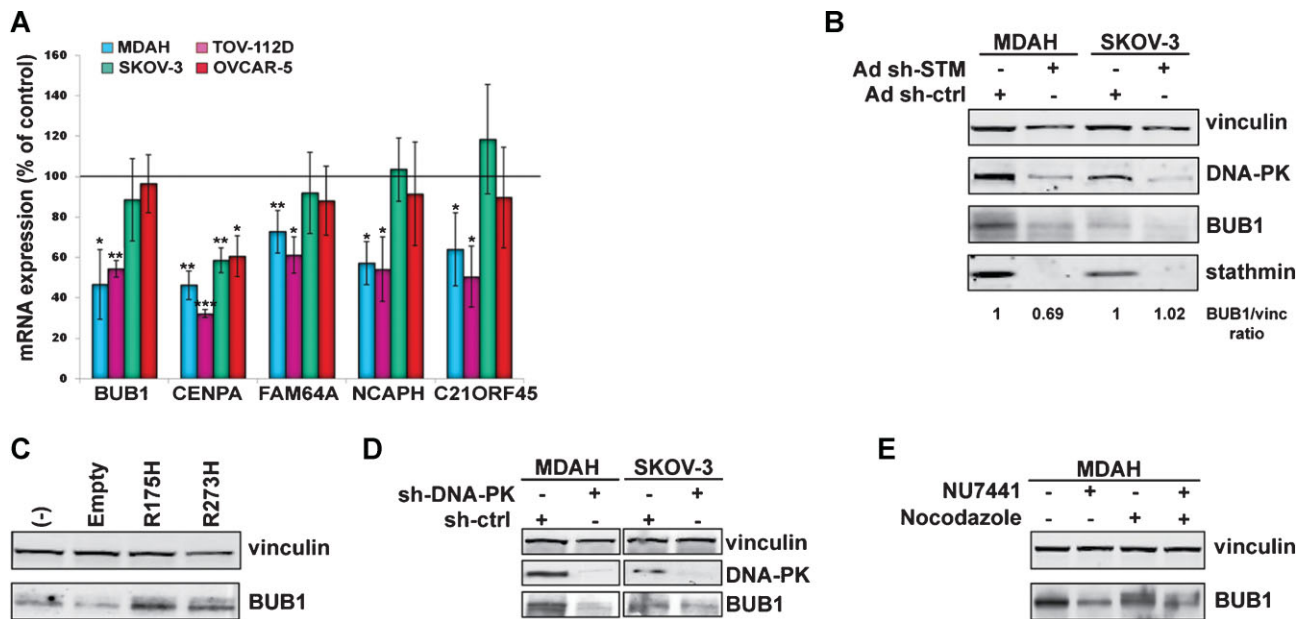 A
MDAH
TOV-112D
SKOV-3
OVCAR-5
mRNA expression (% of control)
160
140
120
100
80
60
40
20
0
* ** ** *** ** * ** * * * * *
BUB1 CENPA FAM64A NCAPH C21ORF45
B
MDAH SKOV-3
Ad sh-STM - + - +
Ad sh-ctrl + - + -
vinculin
DNA-PK
BUB1
stathmin
1 0.69 1 1.02 BUB1/vinc
ratio
C
(-) Empty R175H R273H
vinculin
BUB1
D
MDAH SKOV-3
sh-DNA-PK - + - +
sh-ctrl + - + -
vinculin
DNA-PK
BUB1
E
MDAH
NU7441 - + +
Nocodazole - - + +
vinculin
BUB1